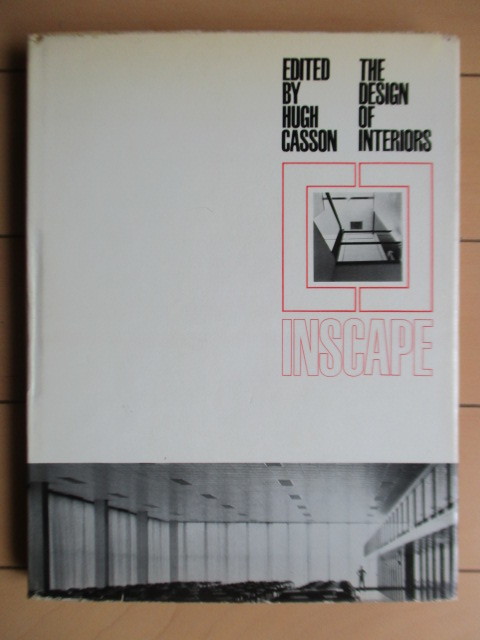 EDITED
BY
HUGH
CASSON
THE
DESIGN
OF
INTERIORS
INSCAPE